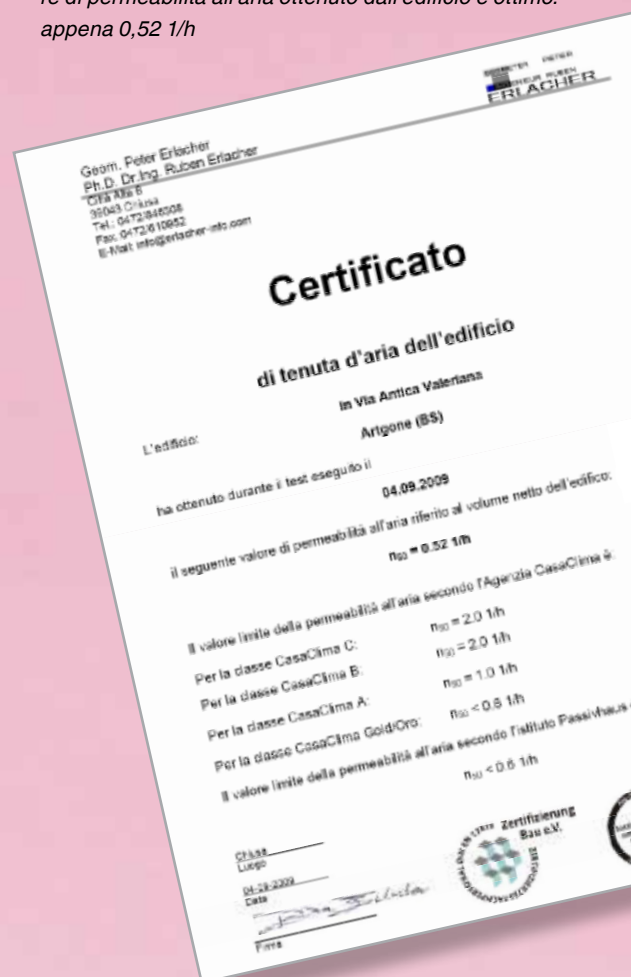 re di permeabilità all'aria ottenuto dall'edificio è ottimo:
appena 0,52 1/h
ERLACHER
Geom. Peter Erlacher
Ph.D. Dr.Ing. Ruben Erlacher
39043 Chiusa
Tel.: 0472/846508
Fax: 0472/610952
E-Mail: info@erlacher-info.com
Certificato
di tenuta d'aria dell'edificio
L'edificio:
in Via Antica Valeriana
Artgone (BS)
ha ottenuto durante il test eseguito il
04.09.2009
il seguente valore di permeabilità all'aria riferito al volume netto dell'edifico:
n50 = 0.52 1/h
Il valore limite della permeabilità all'aria secondo l'Agenzia CasaClima è:
Per la classe CasaClima C: n50 = 2.0 1/h
Per la classe CasaClima B: n50 = 2.0 1/h
Per la classe CasaClima A: n50 = 1.0 1/h
Per la classe CasaClima Gold/Oro: n50 < 0.6 1/h
Il valore limite della permeabilità all'aria secondo l'istituto Passivhaus
n50 < 0.6 1/h
Chiusa
Luogo
04-09-2009
Data
Firma
Zertifizierung
Bau e.V.